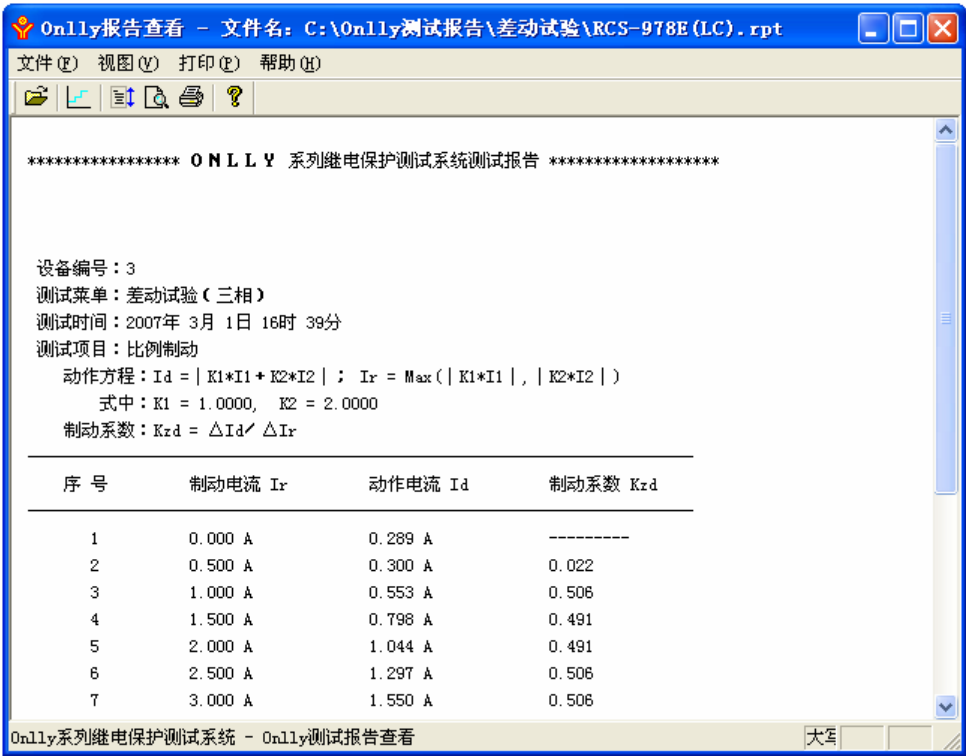 Onlly报告查看 - 文件名: C:\Onlly测试报告\差动试验\RCS-978E(LC).rpt
文件(F) 视图(V) 打印(P) 帮助(H)
***************** O N L L Y 系列继电保护测试系统测试报告 *******************
设备编号：3
测试菜单：差动试验(三相)
测试时间：2007年 3月 1日 16时 39分
测试项目：比例制动
动作方程：Id = | K1*I1 + K2*I2 | ； Ir = Max( | K1*I1 | , | K2*I2 | )
式中：K1 = 1.0000, K2 = 2.0000
制动系数：Kzd = △Id/ △Ir
序 号 制动电流 Ir 动作电流 Id 制动系数 Kzd
1 0.000 A 0.289 A ---------
2 0.500 A 0.300 A 0.022
3 1.000 A 0.553 A 0.506
4 1.500 A 0.798 A 0.491
5 2.000 A 1.044 A 0.491
6 2.500 A 1.297 A 0.506
7 3.000 A 1.550 A 0.506
Onlly系列继电保护测试系统 - Onlly测试报告查看 大写